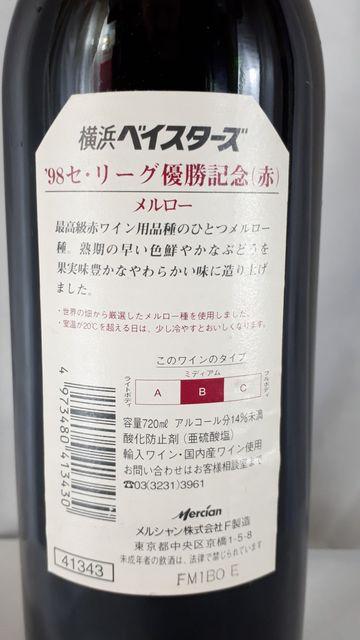 横浜ベイスターズ
'98セ・リーグ優勝記念(赤)
メルロー
最高級赤ワイン用品種のひとつメルロー
種。熟期の早い色鮮やかなぶどうを
果実味豊かなやわらかい味に造り上げ
ました。
・世界の畑から厳選したメルロー種を使用しました。
・室温が20℃を超える日は、少し冷やすとおいしくなります。
このワインのタイプ
ミディアム
ライトボディ
A B C
フルボディ
容量720ml アルコール分14%未満
酸化防止剤(亜硫酸塩)
輸入ワイン・国内産ワイン使用
お問い合わせはお客様相談室まで
☎03(3231)3961
Mercian
メルシャン株式会社F製造
東京都中央区京橋1-5-8
未成年者の飲酒は、法律で禁じられています
4973480413430
41343
FM1B0 E